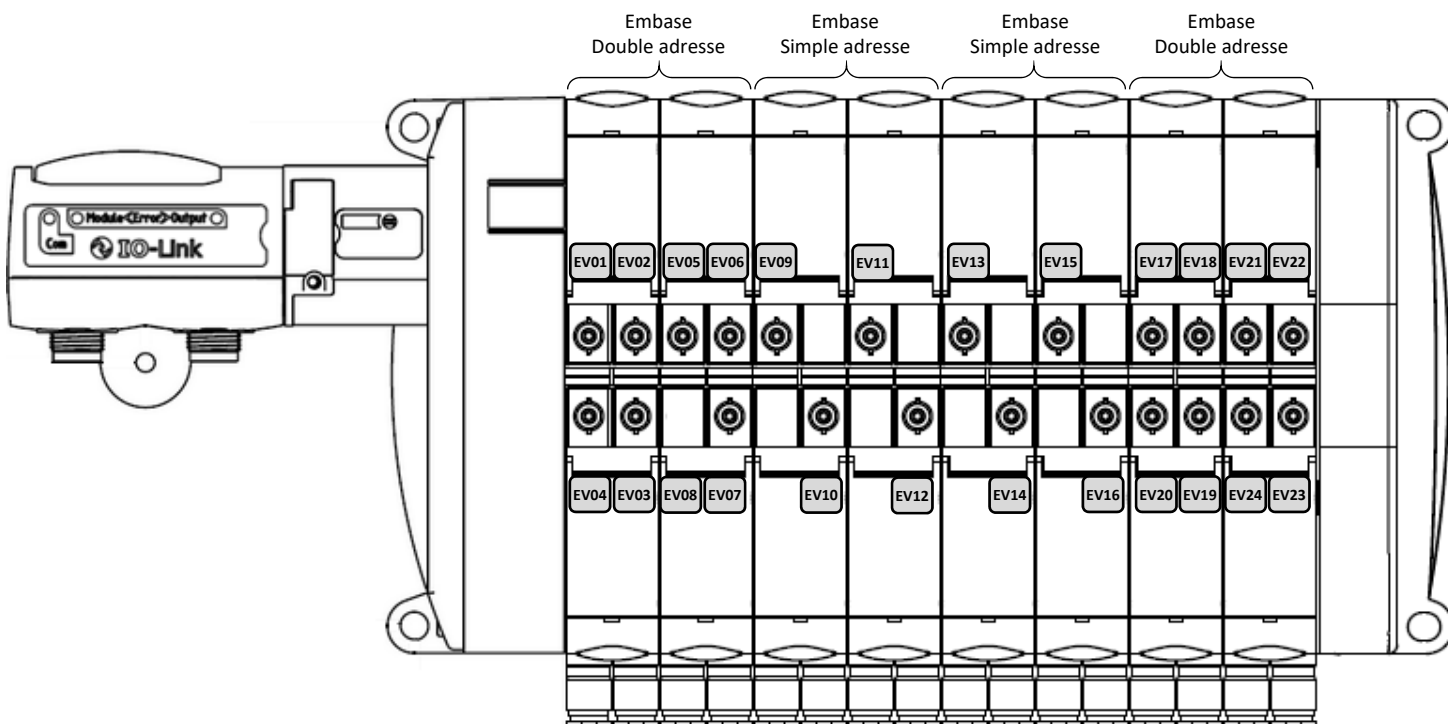 Embase
Double adresse
Embase
Simple adresse
Embase
Simple adresse
Embase
Double adresse
Module<Error>Output
Com
IO-Link
EV01 EV02 EV05 EV06 EV09 EV11 EV13 EV15 EV17 EV18 EV21 EV22
EV04 EV03 EV08 EV07 EV10 EV12 EV14 EV16 EV20 EV19 EV24 EV23